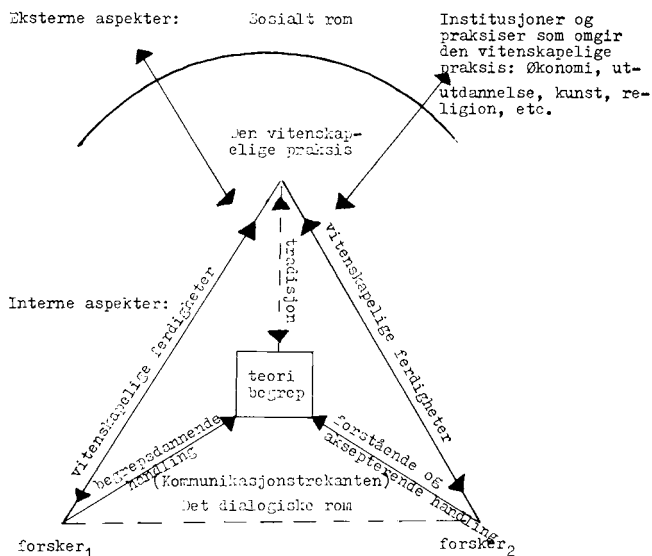 Eksterne aspekter:
Sosialt rom
Institusjoner og
praksiser som omgir
den vitenskapelige
praksis: Økonomi, ut-
utdannelse, kunst, re-
ligion, etc.
Den vitenskap-
elige praksis
vitenskapelige ferdigheter
tradisjon
vitenskapelige ferdigheter
Interne aspekter:
teori
begrep
begrepsdannende
handling
forstående og
aksepterende handling
(Kommunikasjonstrekanten)
Det dialogiske rom
forsker1
forsker2